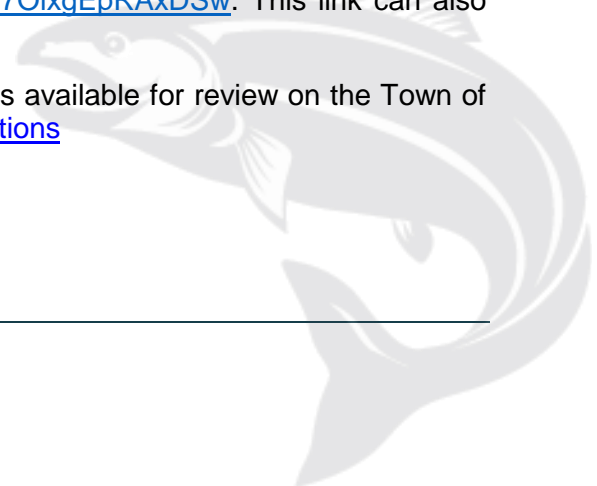 7OlxgEpRAxDSw. This link can also
s available for review on the Town of
tions